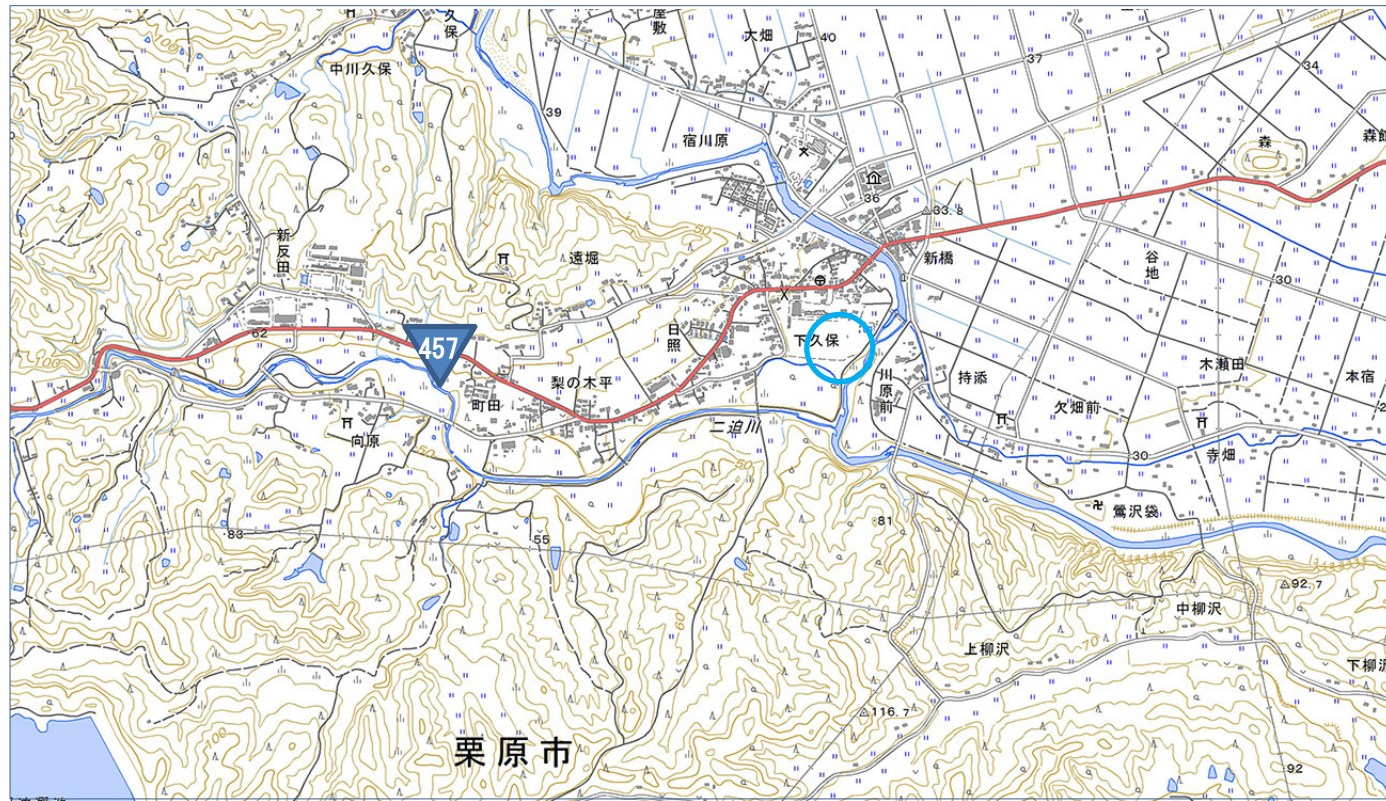 久保
屋敷
大畑
40
中川久保
37
34
100
39
宿川原
森
森館
36
33.8
50
新反田
遠堀
新橋
谷地
30
62
457
日照
下久保
100
梨の木平
川原前
持添
木瀬田
本宿
町田
欠畑前
向原
二迫川
30
寺畑
50
50
鶯沢袋
83
55
81
92.7
中柳沢
60
70
上柳沢
下柳沢
116.7
栗原市
100
92